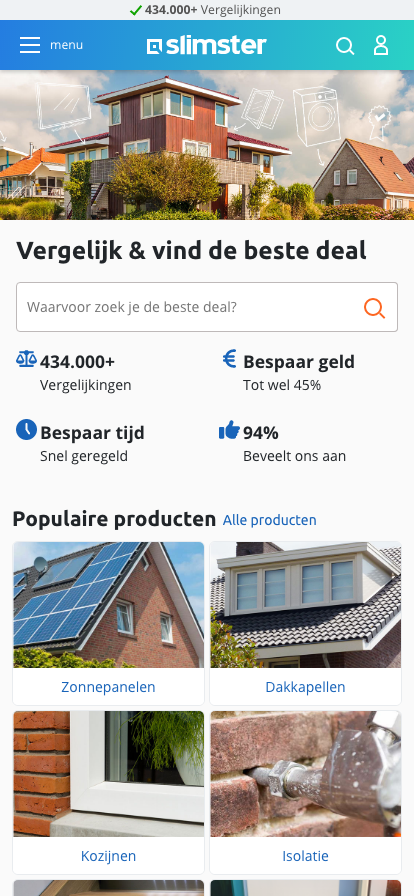 434.000+ Vergelijkingen
menu
slimster
Vergelijk & vind de beste deal
Waarvoor zoek je de beste deal?
434.000+
Vergelijkingen
Bespaar geld
Tot wel 45%
Bespaar tijd
Snel geregeld
94%
Beveelt ons aan
Populaire producten Alle producten
Zonnepanelen
Dakkapellen
Kozijnen
Isolatie